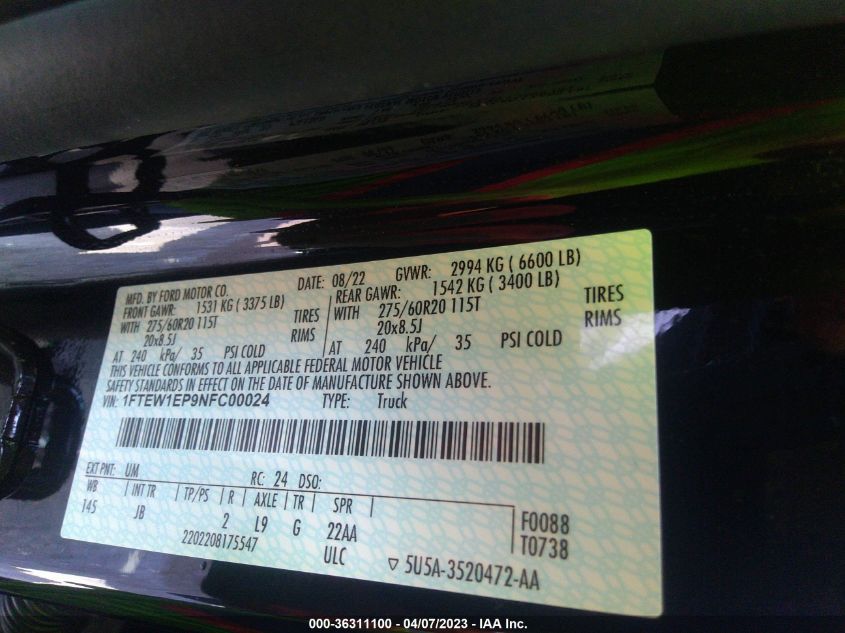 MFD. BY FORD MOTOR CO.
DATE: 08/22 GVWR: 2994 KG ( 6600 LB)
FRONT GAWR: 1531 KG ( 3375 LB)
REAR GAWR: 1542 KG ( 3400 LB)
WITH 275/60R20 115T TIRES
WITH 275/60R20 115T TIRES
20x8.5J RIMS
20x8.5J RIMS
AT 240 kPa/ 35 PSI COLD
AT 240 kPa/ 35 PSI COLD
THIS VEHICLE CONFORMS TO ALL APPLICABLE FEDERAL MOTOR VEHICLE
SAFETY STANDARDS IN EFFECT ON THE DATE OF MANUFACTURE SHOWN ABOVE.
VIN: 1FTEW1EP9NFC00024 TYPE: Truck
EXT PNT: UM RC: 24 DSO:
WB INT TR TP/PS R AXLE TR SPR
145 JB 2 L9 G 22AA F0088
2202208175547 ULC T0738
▽ 5U5A-3520472-AA
000-36311100 - 04/07/2023 - IAA Inc.